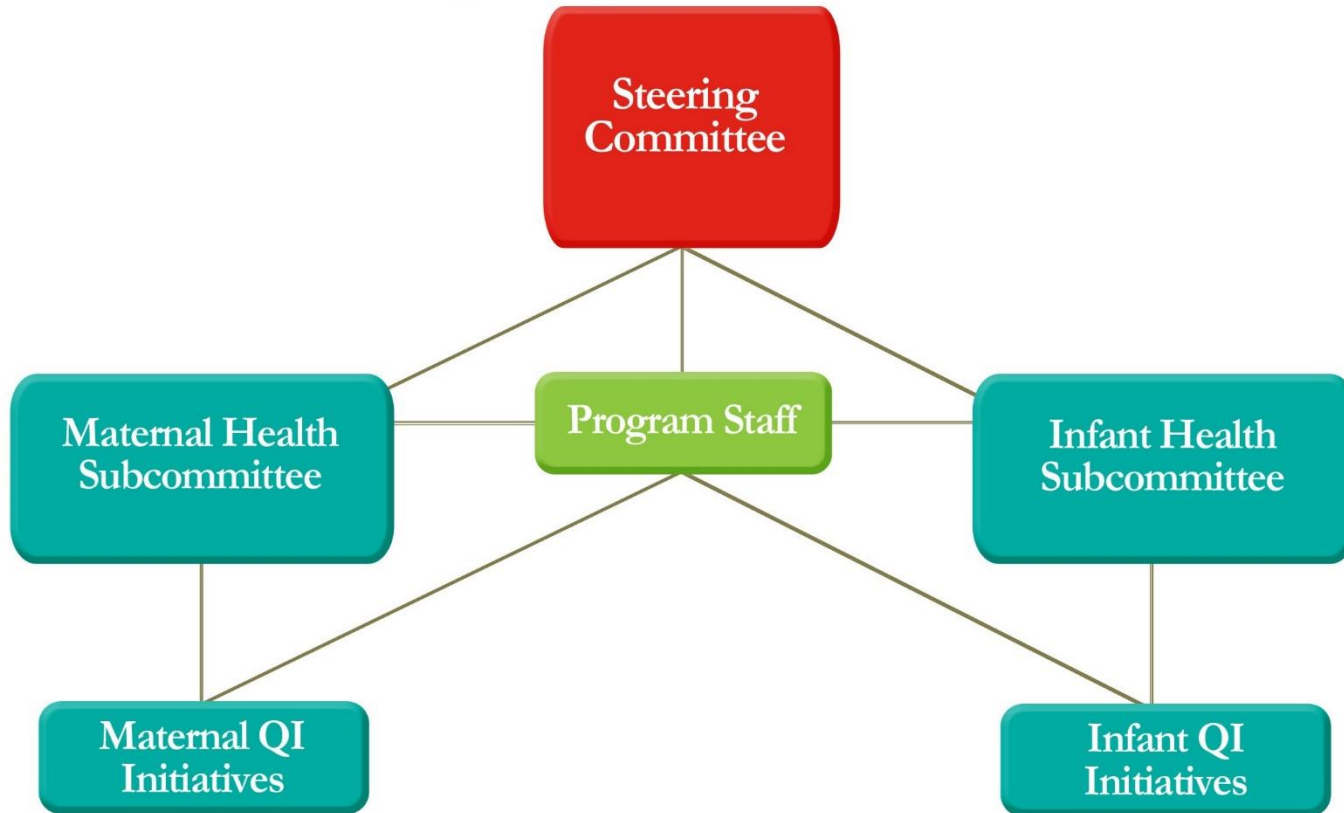 Steering
Committee
Maternal Health
Subcommittee
Program Staff
Infant Health
Subcommittee
Maternal QI
Initiatives
Infant QI
Initiatives